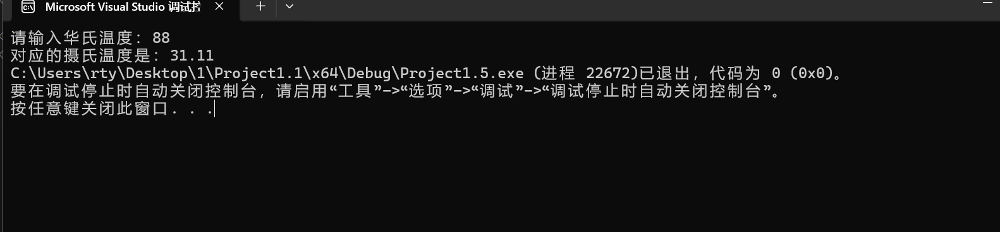 Microsoft Visual Studio 调试控
请输入华氏温度：88
对应的摄氏温度是：31.11
C:\Users\rty\Desktop\1\Project1.1\x64\Debug\Project1.5.exe (进程 22672)已退出，代码为 0 (0x0)。
要在调试停止时自动关闭控制台，请启用“工具”->“选项”->“调试”->“调试停止时自动关闭控制台”。
按任意键关闭此窗口. . .